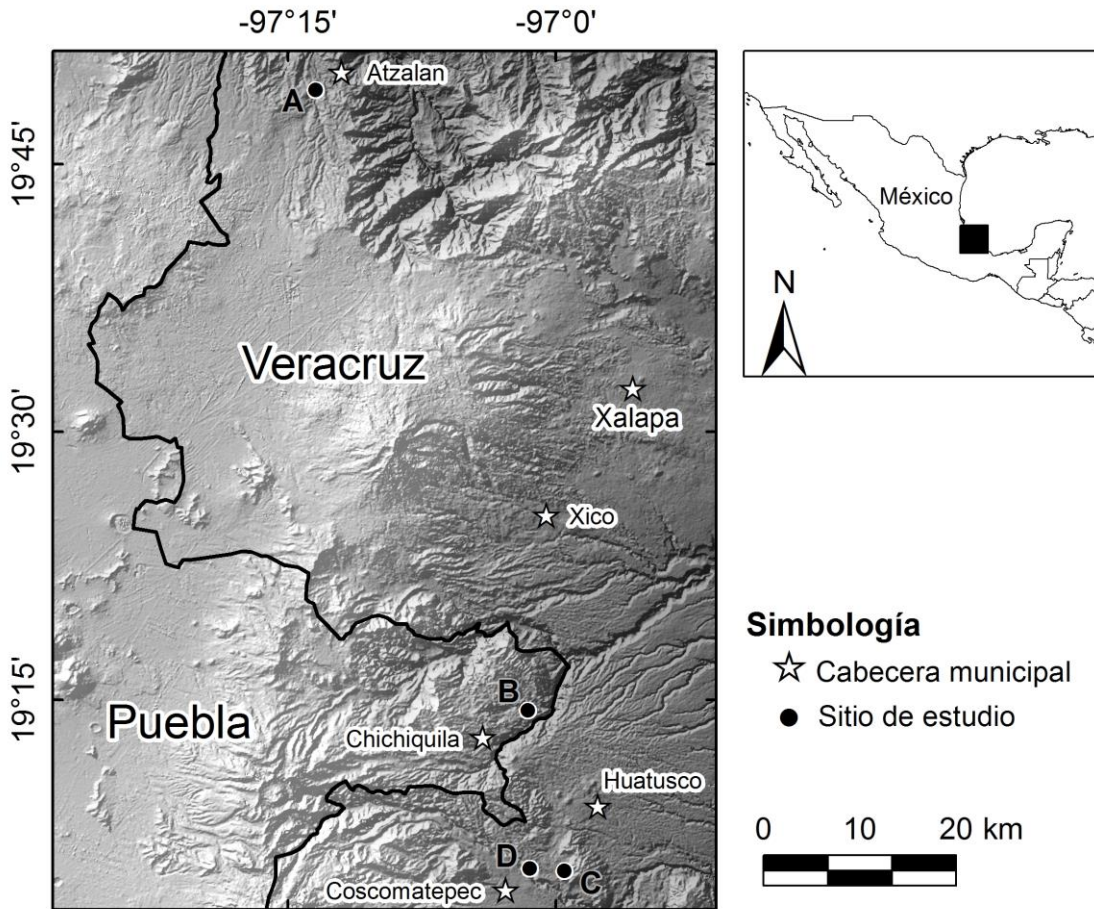 -97°15'
-97°0'
Atzalan
A
19°45'
México
N
Veracruz
Xalapa
19°30'
Xico
Simbología
Cabecera municipal
Sitio de estudio
B
19°15'
Puebla
Chichiquila
Huatusco
0 10 20 km
D
C
Coscomatepec